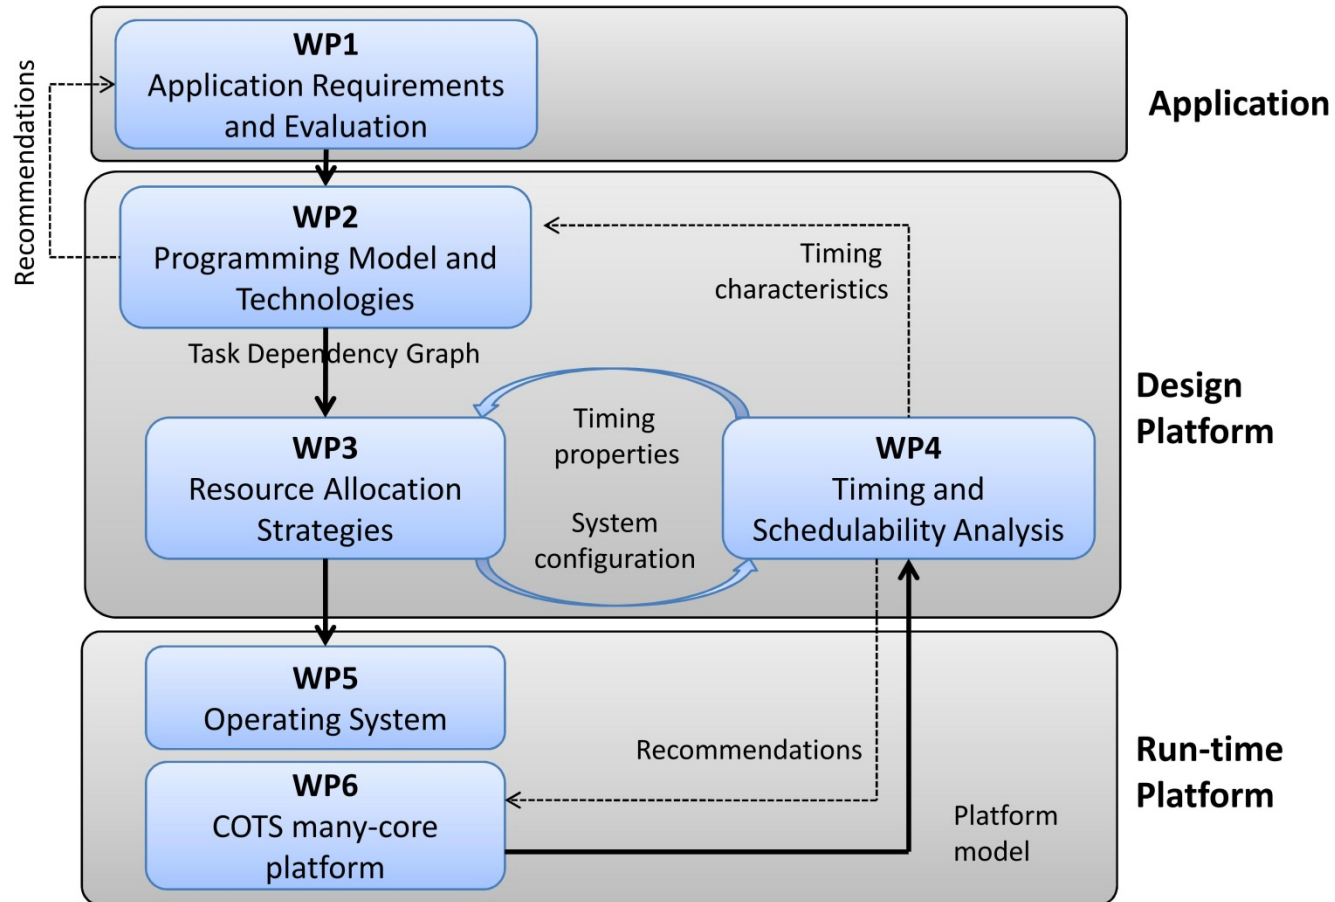 WP1
Application Requirements
and Evaluation
Application
Recommendations
WP2
Programming Model and
Technologies
Timing
characteristics
Task Dependency Graph
Design
Platform
Timing
properties
WP3
Resource Allocation
Strategies
System
configuration
WP4
Timing and
Schedulability Analysis
WP5
Operating System
Recommendations
Run-time
Platform
WP6
COTS many-core
platform
Platform
model